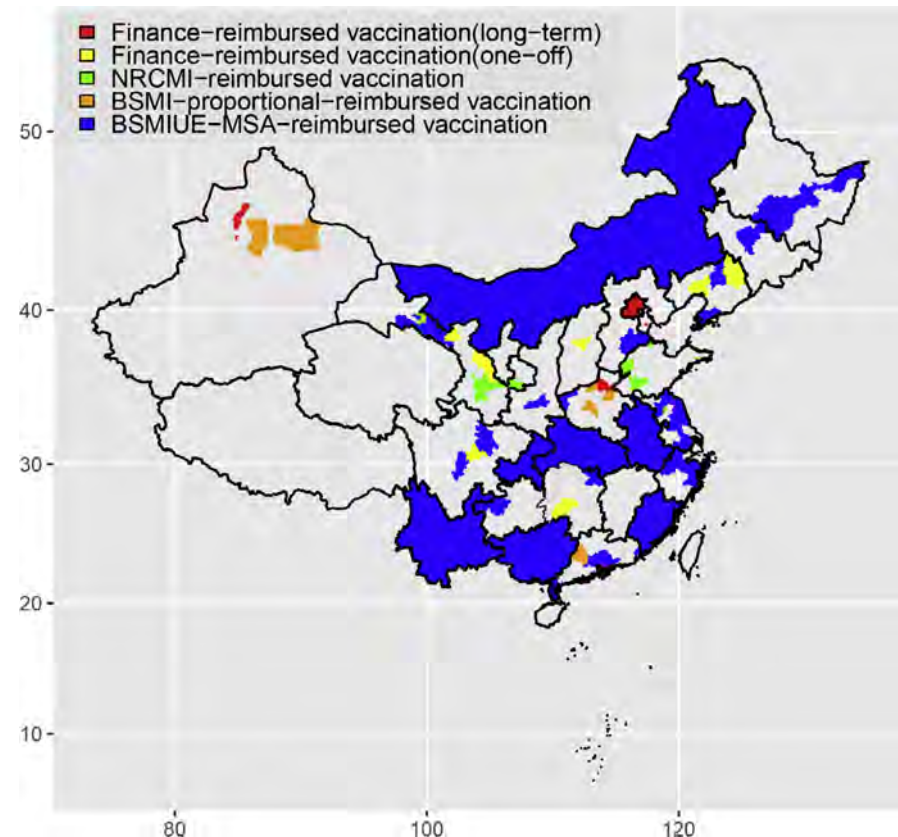 Finance-reimbursed vaccination(long-term)
Finance-reimbursed vaccination(one-off)
NRCMI-reimbursed vaccination
BSMI-proportional-reimbursed vaccination
BSMIUE-MSA-reimbursed vaccination
50
40
30
20
10
80 100 120